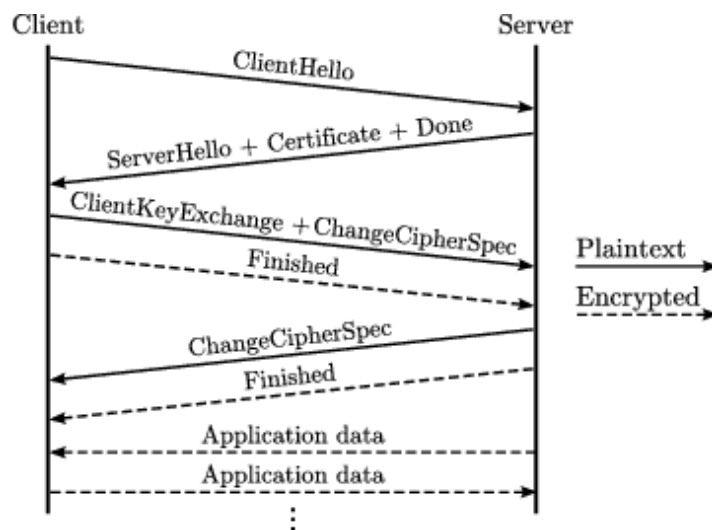 Client
Server
ClientHello
ServerHello + Certificate + Done
ClientKeyExchange + ChangeCipherSpec
Finished
Plaintext
Encrypted
ChangeCipherSpec
Finished
Application data
Application data
⋮